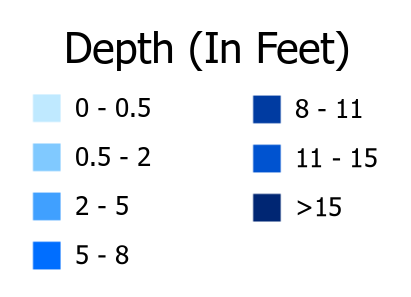 Depth (In Feet)
0 - 0.5
0.5 - 2
2 - 5
5 - 8
8 - 11
11 - 15
>15